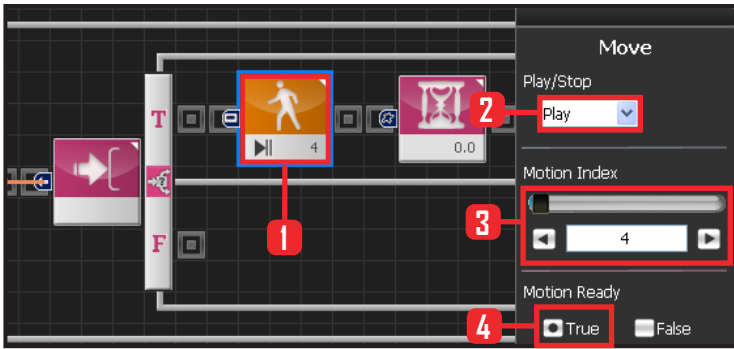 Move
Play/Stop
T
2
Play
4
0.0
Motion Index
1
3
4
F
Motion Ready
4
True
False